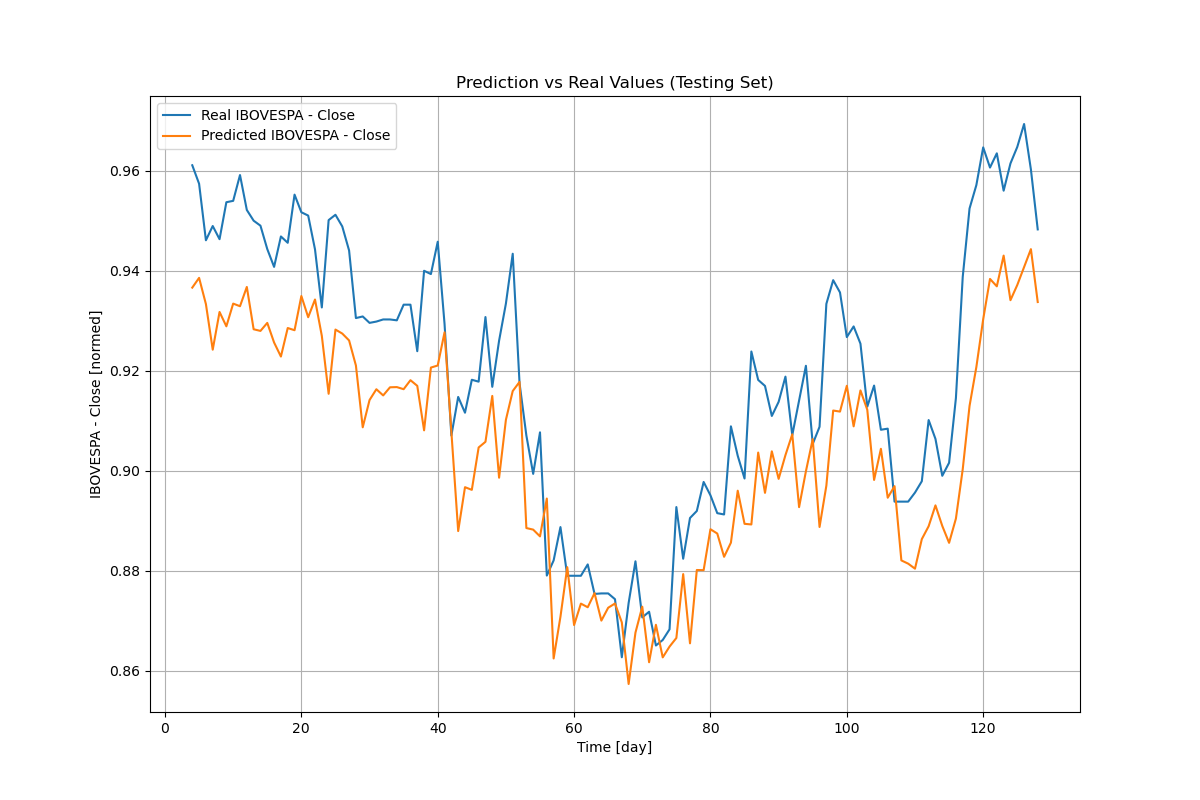 Prediction vs Real Values (Testing Set)
Real IBOVESPA - Close
Predicted IBOVESPA - Close
IBOVESPA - Close [normed]
0.96
0.94
0.92
0.90
0.88
0.86
0
20
40
60
80
100
120
Time [day]